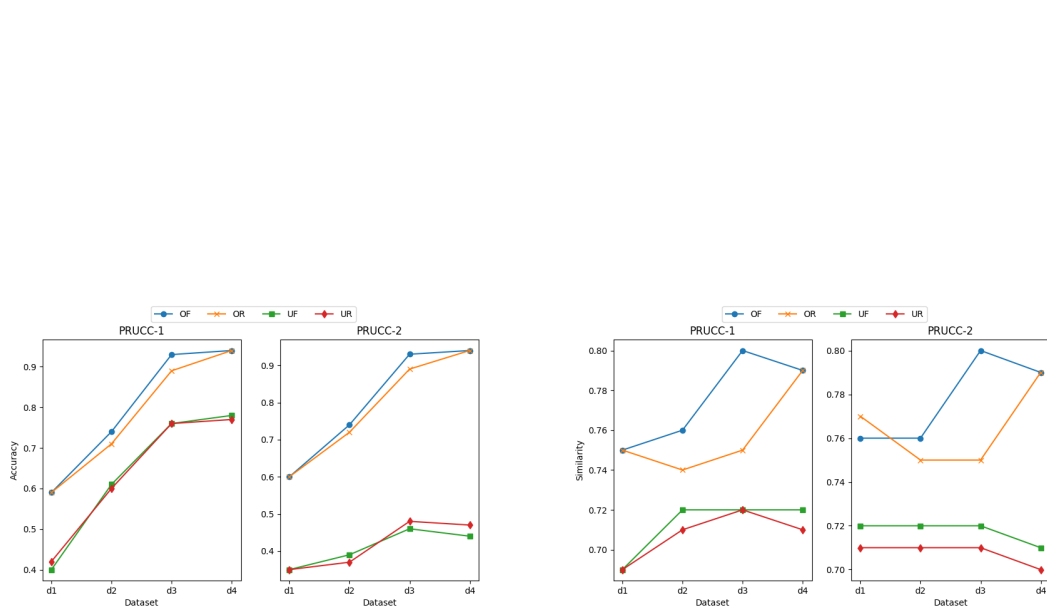 OF OR UF UR
PRUCC-1 PRUCC-2
Accuracy
0.9
0.8
0.7
0.6
0.5
0.4
d1 d2 d3 d4
Dataset
0.9
0.8
0.7
0.6
0.5
0.4
d1 d2 d3 d4
Dataset
OF OR UF UR
PRUCC-1 PRUCC-2
Similarity
0.80
0.78
0.76
0.74
0.72
0.70
d1 d2 d3 d4
Dataset
0.80
0.78
0.76
0.74
0.72
0.70
d1 d2 d3 d4
Dataset